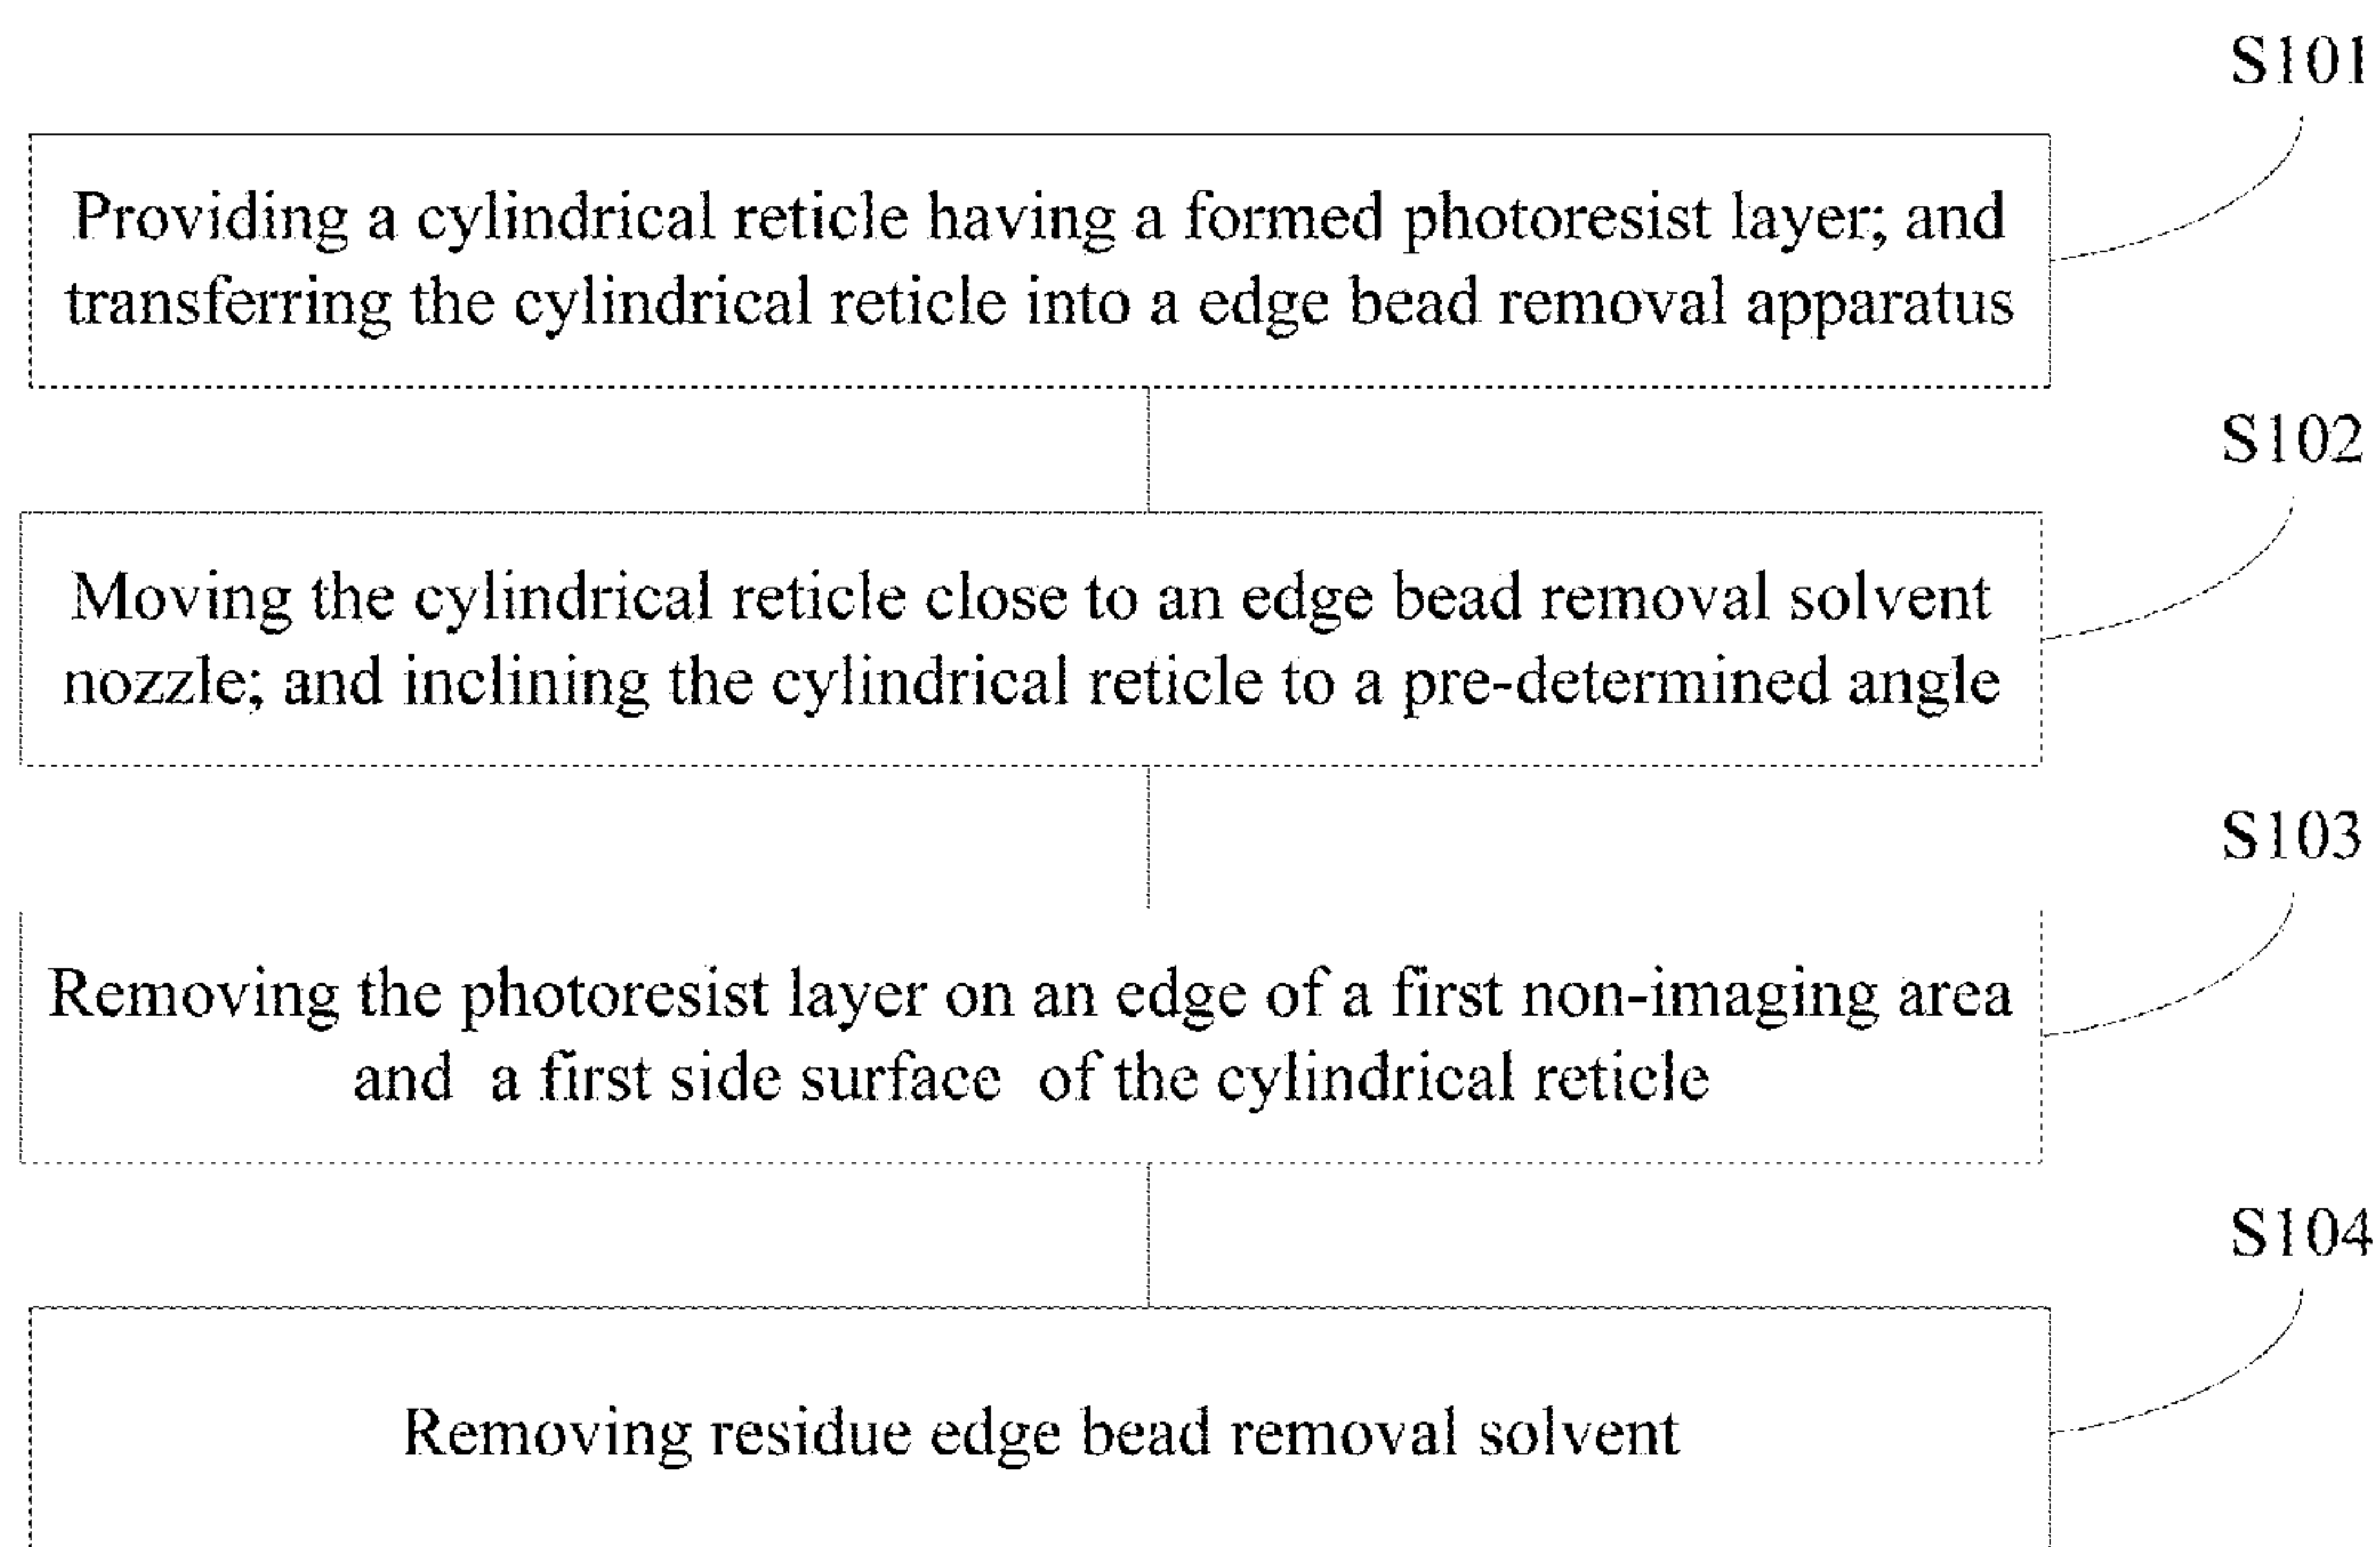 S101
Providing a cylindrical reticle having a formed photoresist layer; and
transferring the cylindrical reticle into a edge bead removal apparatus
S102
Moving the cylindrical reticle close to an edge bead removal solvent
nozzle; and inclining the cylindrical reticle to a pre-determined angle
S103
Removing the photoresist layer on an edge of a first non-imaging area
and a first side surface of the cylindrical reticle
S104
Removing residue edge bead removal solvent